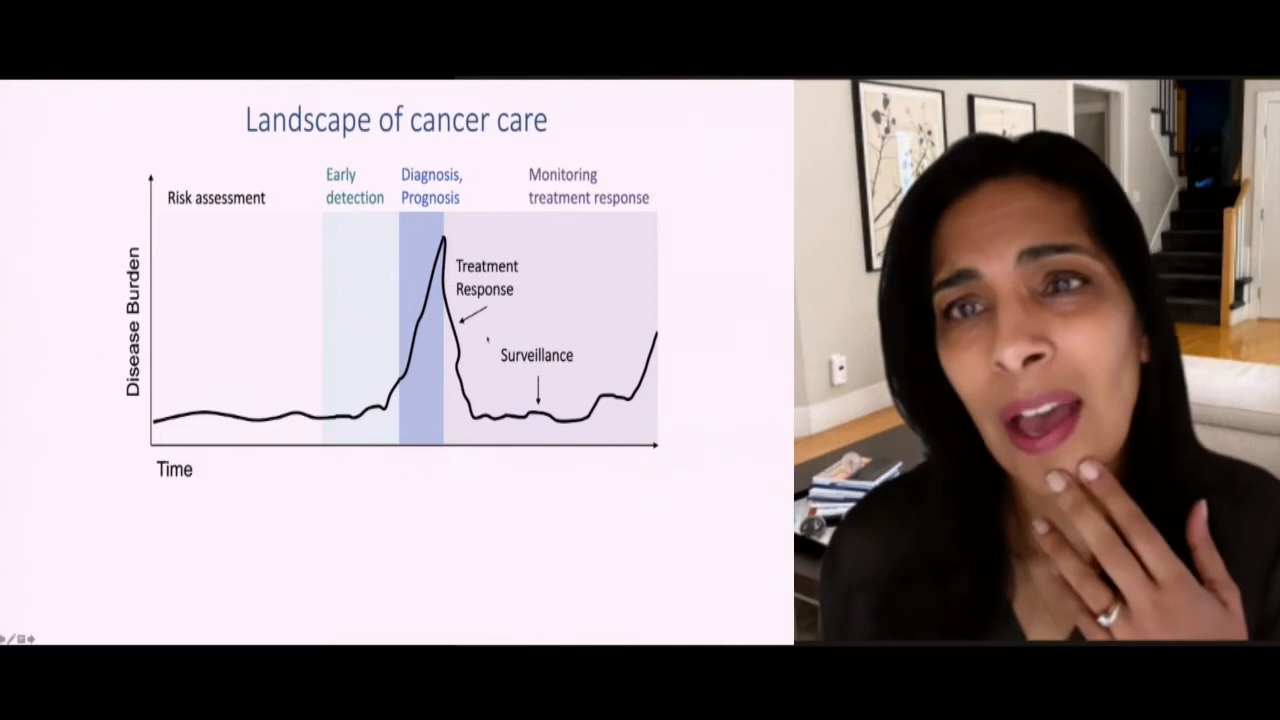 Landscape of cancer care
Risk assessment
Early
detection
Diagnosis,
Prognosis
Monitoring
treatment response
Disease Burden
Treatment
Response
Surveillance
Time